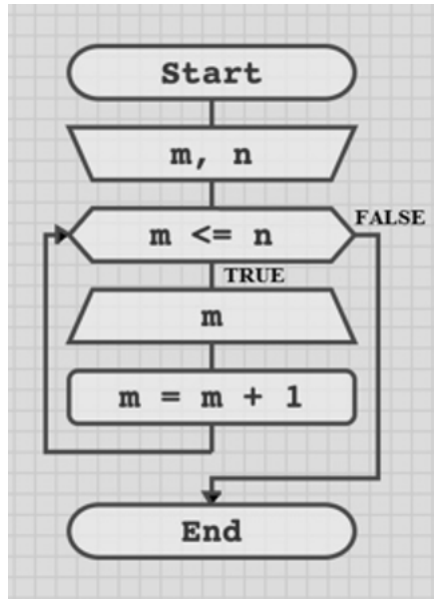 Start
m, n
m <= n
FALSE
TRUE
m
m = m + 1
End